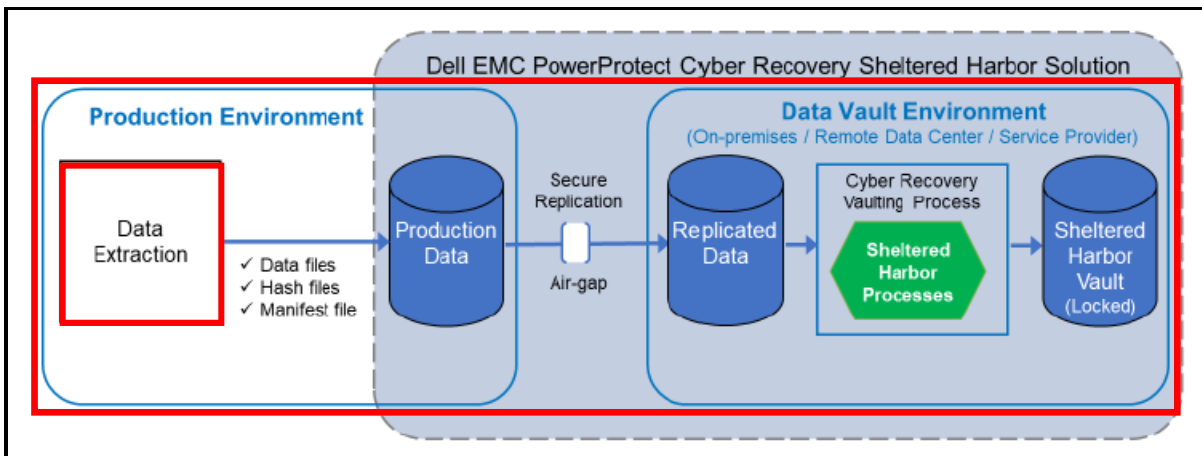 Dell EMC PowerProtect Cyber Recovery Sheltered Harbor Solution
Production Environment
Data Vault Environment
(On-premises / Remote Data Center / Service Provider)
Data
Extraction
✓ Data files
✓ Hash files
✓ Manifest file
Production
Data
Secure
Replication
Air-gap
Replicated
Data
Cyber Recovery
Vaulting Process
Sheltered
Harbor
Processes
Sheltered
Harbor
Vault
(Locked)